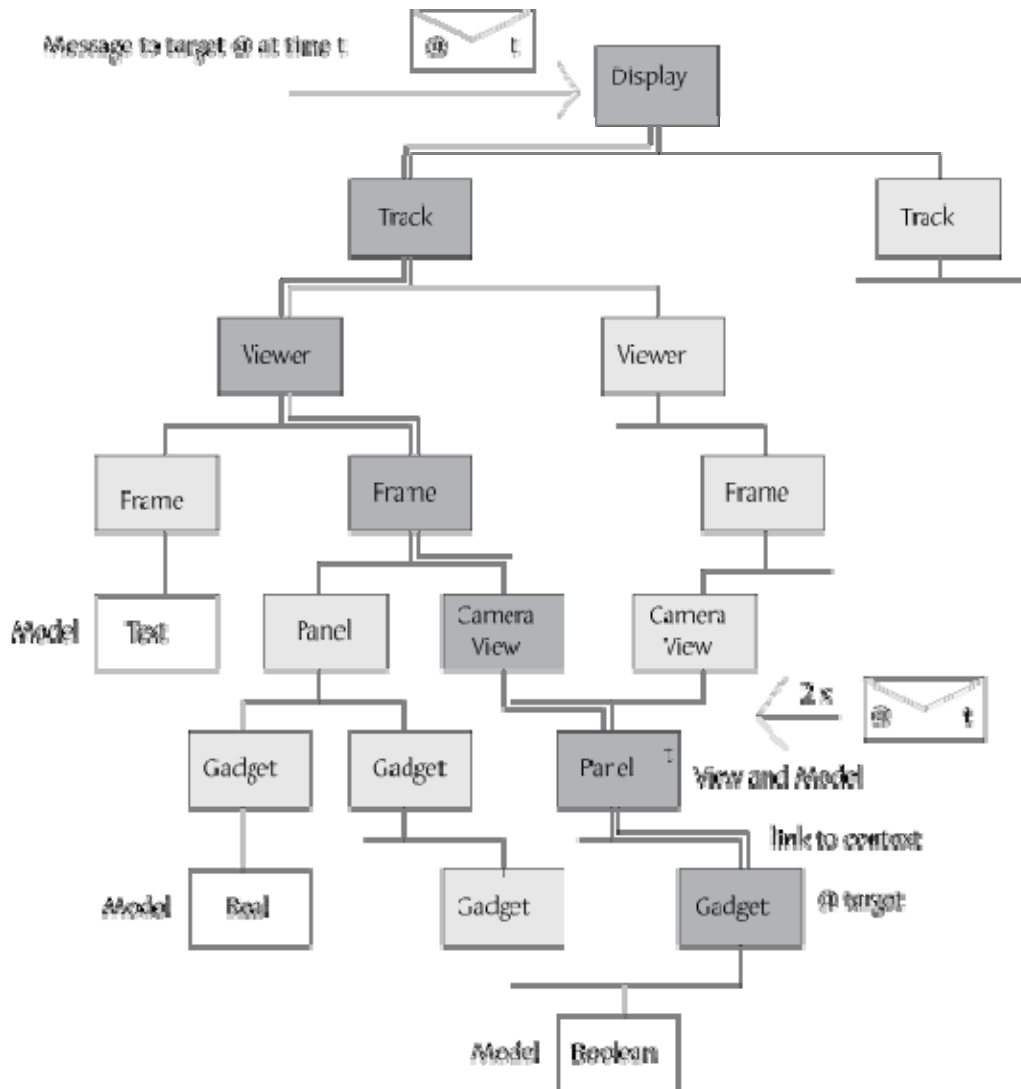 Message to target @ at time t
@ t
Display
Track
Track
Viewer
Viewer
Frame
Frame
Frame
Model
Text
Panel
Camera
View
Camera
View
2 s
@ t
Gadget
Gadget
Panel
View and Model
link to context
Model
Real
Gadget
Gadget
@ target
Model
Boolean